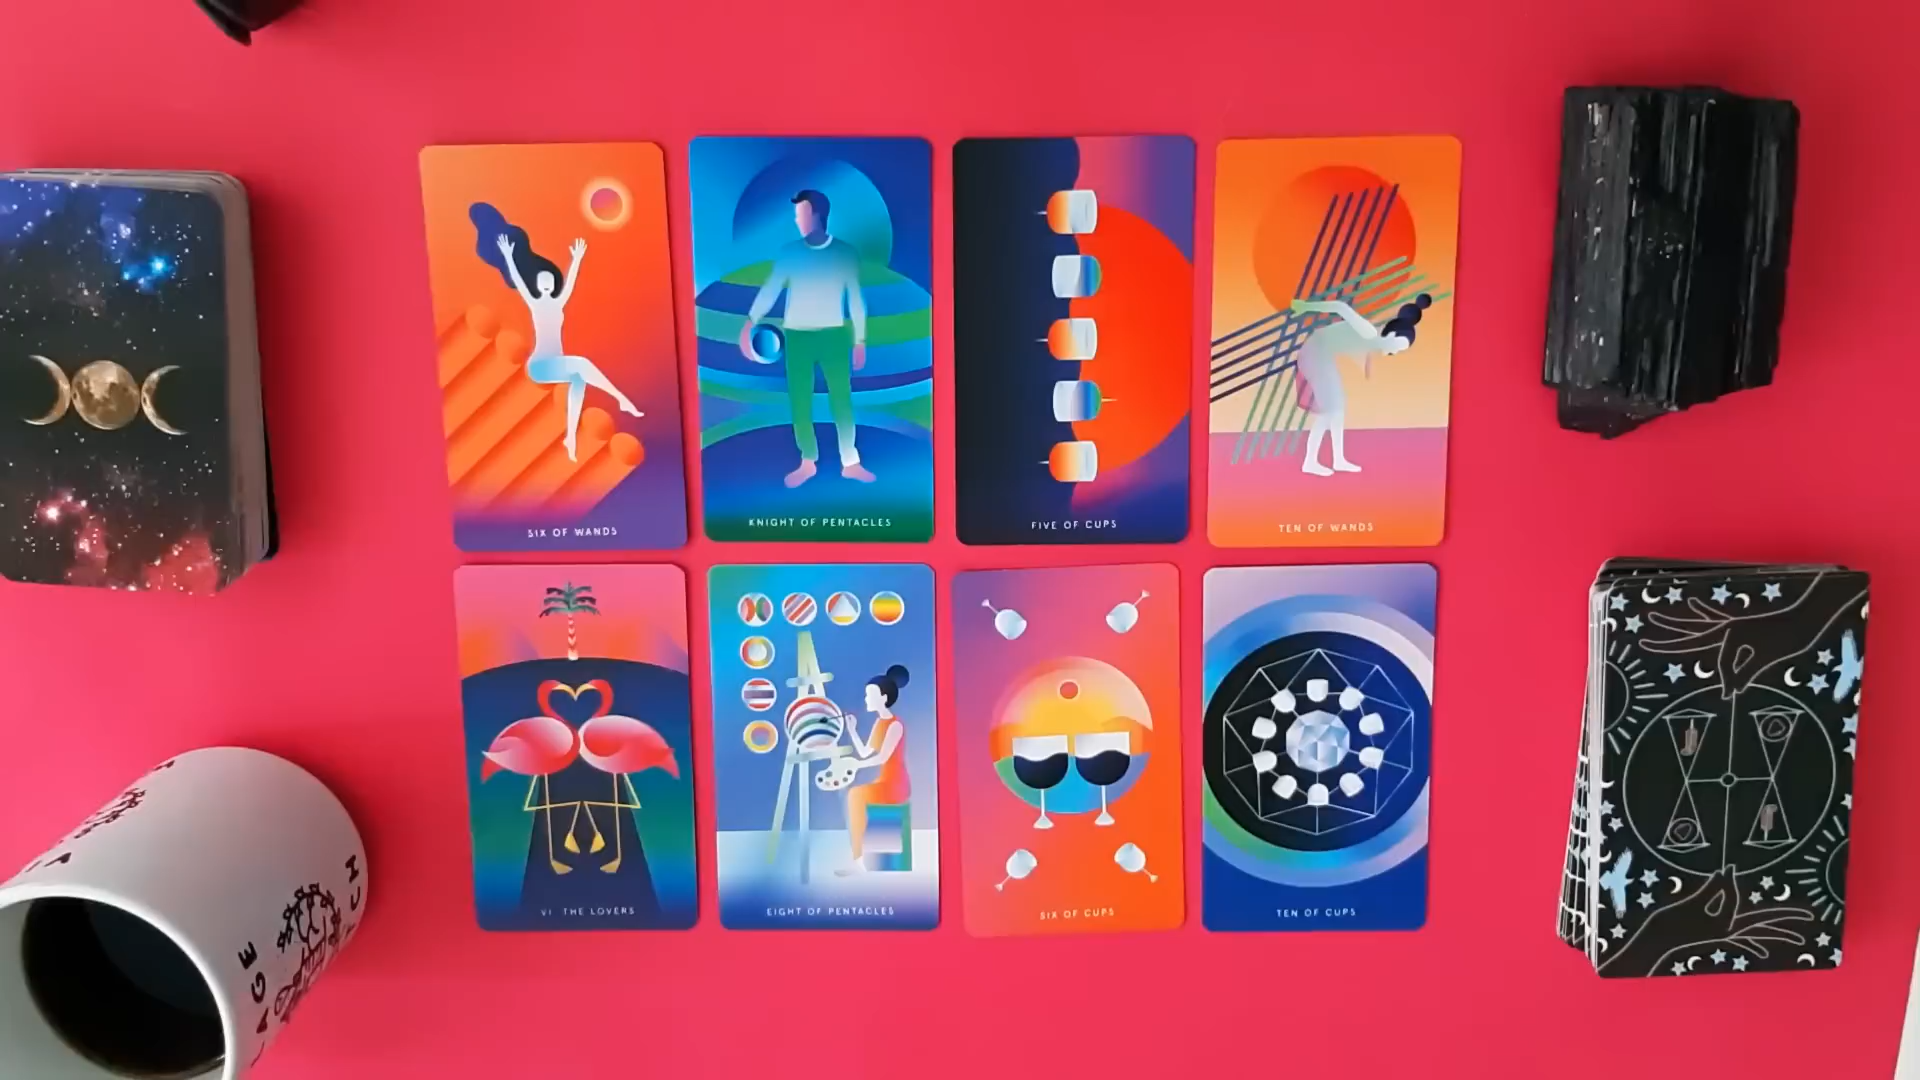 SIX OF WANDS
KNIGHT OF PENTACLES
FIVE OF CUPS
TEN OF WANDS
VI THE LOVERS
EIGHT OF PENTACLES
SIX OF CUPS
TEN OF CUPS